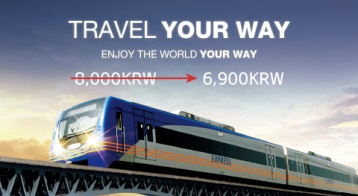 TRAVEL YOUR WAY
ENJOY THE WORLD YOUR WAY
8,000KRW 6,900KRW
EXPRESS